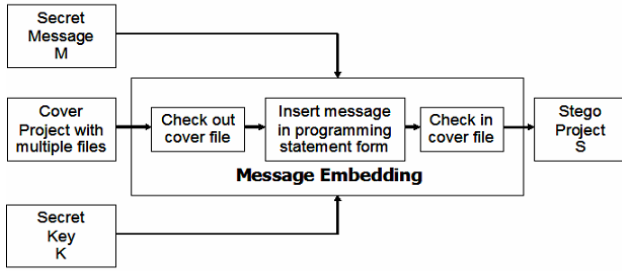 Secret
Message
M
Cover
Project with
multiple files
Check out
cover file
Insert message
in programming
statement form
Check in
cover file
Stego
Project
S
Message Embedding
Secret
Key
K